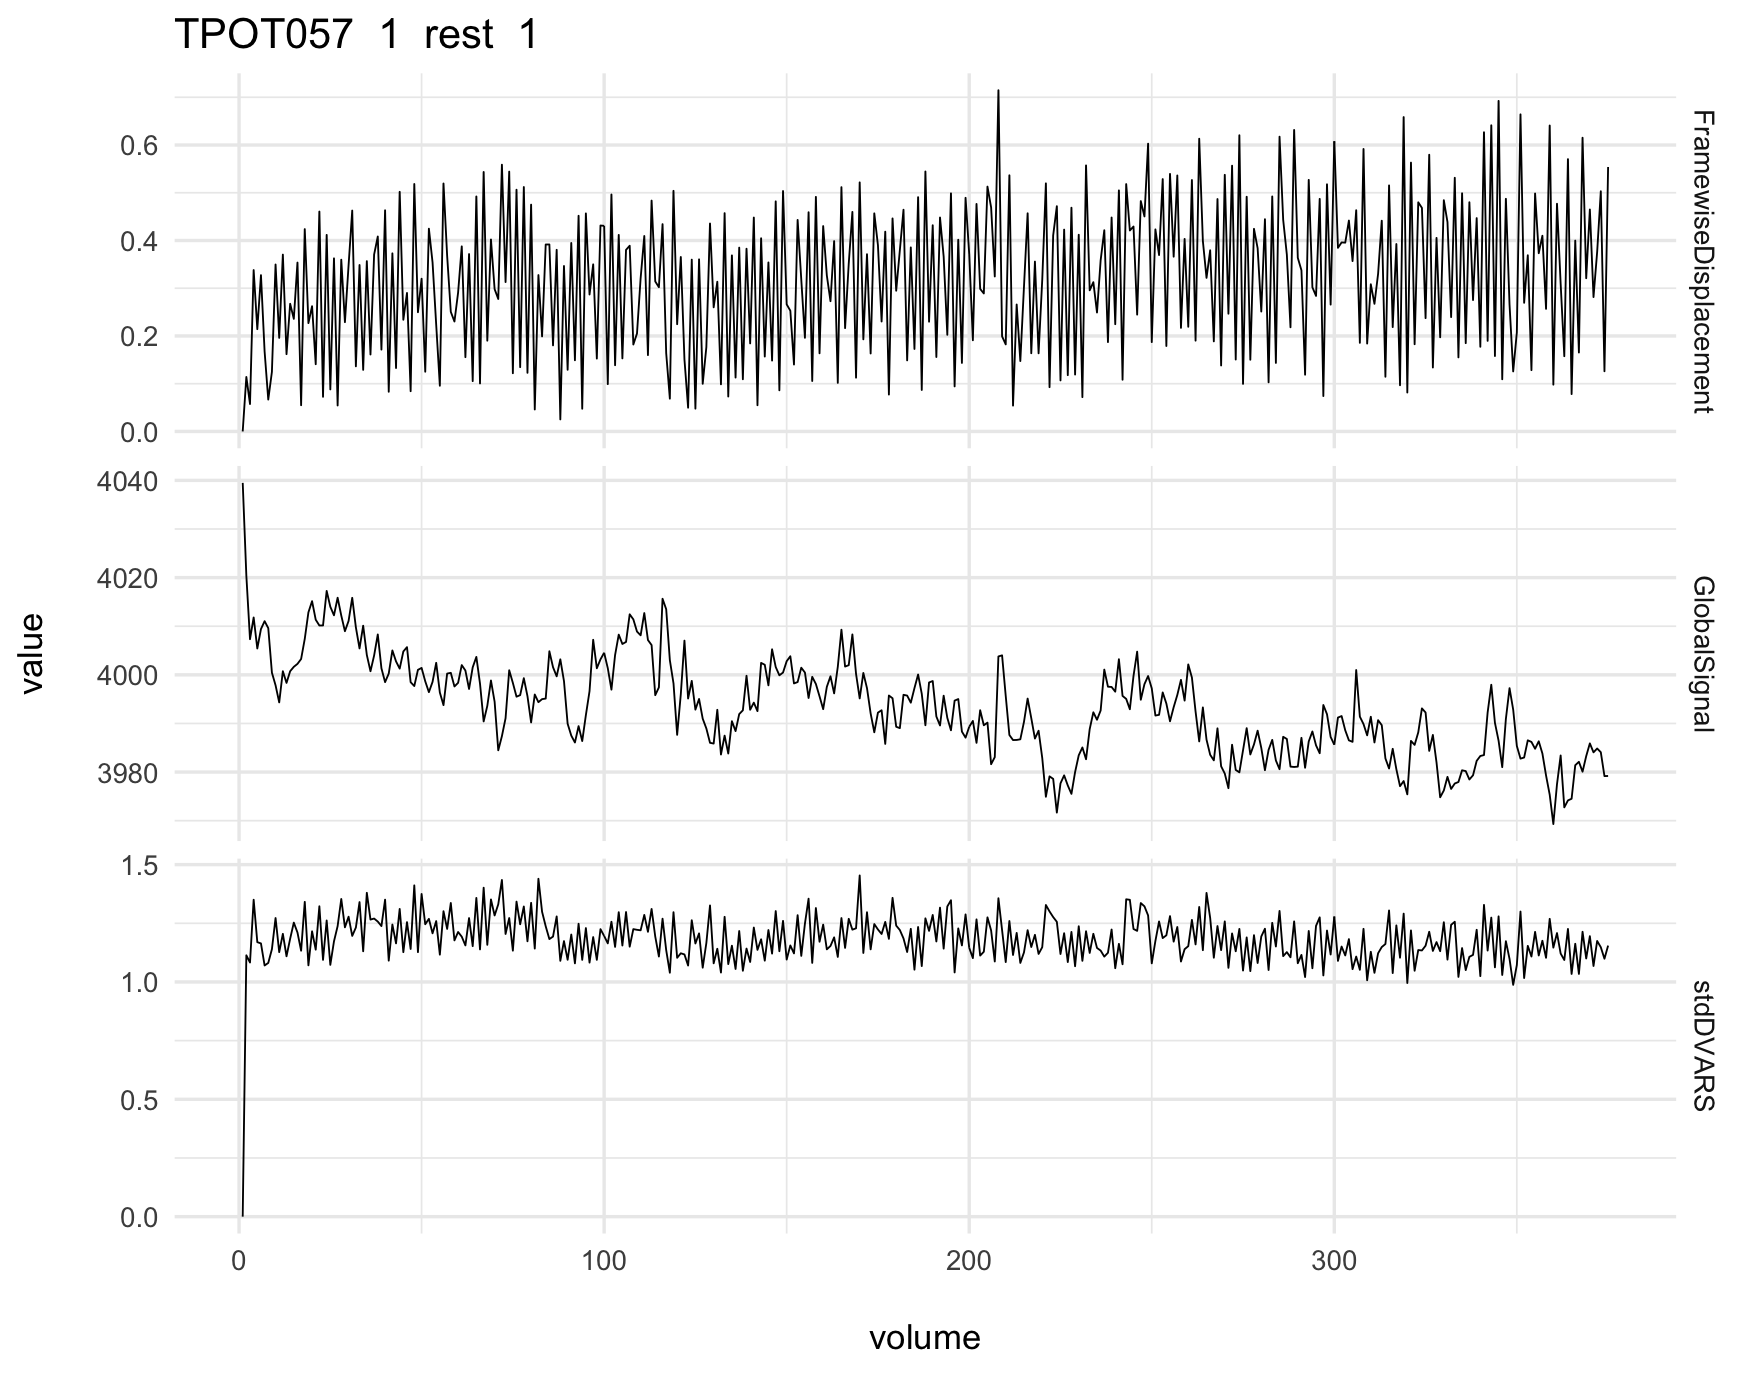 TPOT057  1  rest  1
0.6
0.4
0.2
0.0
FramewiseDisplacement
4040
4020
4000
3980
GlobalSignal
1.5
1.0
0.5
0.0
stdDVARS
value
0 100 200 300
volume